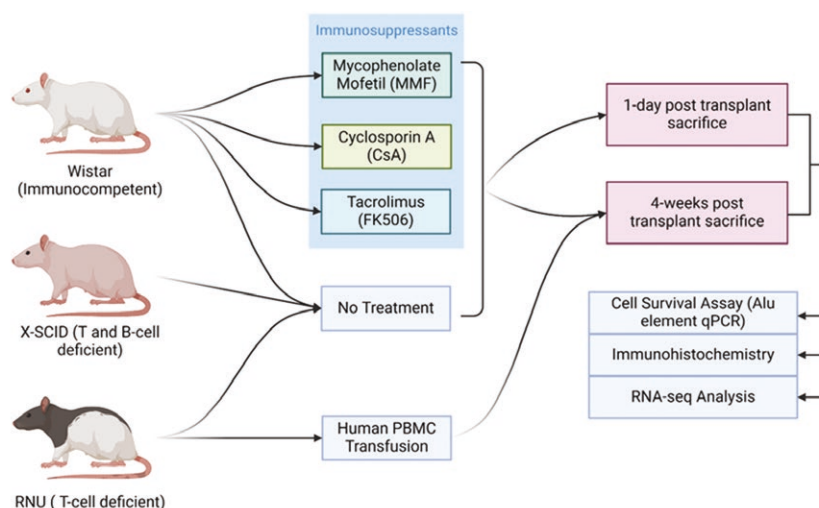 Immunosuppressants
Mycophenolate
Mofetil (MMF)
Cyclosporin A
(CsA)
Tacrolimus
(FK506)
No Treatment
Human PBMC
Transfusion
Wistar
(Immunocompetent)
X-SCID (T and B-cell
deficient)
RNU ( T-cell deficient)
1-day post transplant
sacrifice
4-weeks post
transplant sacrifice
Cell Survival Assay (Alu
element qPCR)
Immunohistochemistry
RNA-seq Analysis